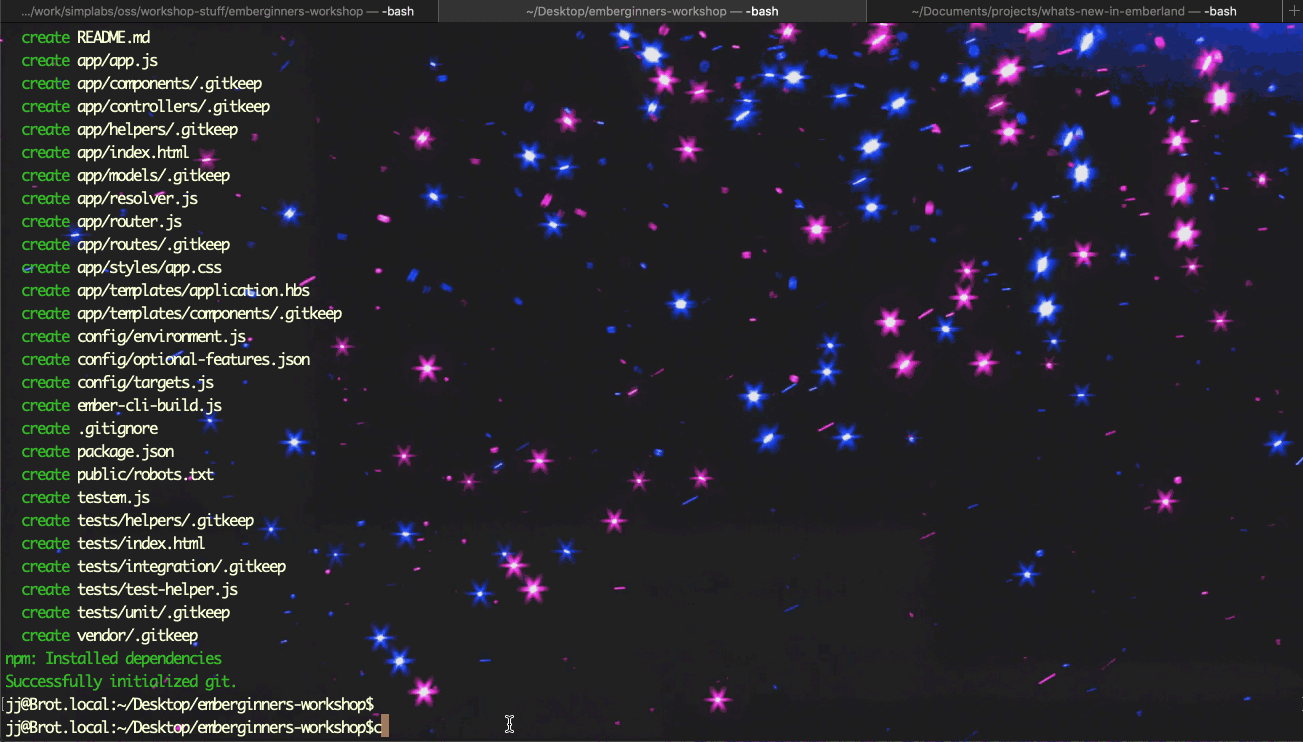 .../work/simplabs/oss/workshop-stuff/emberginners-workshop — -bash ~/Desktop/emberginners-workshop — -bash ~/Documents/projects/whats-new-in-emberland — -bash +
create README.md
create app/app.js
create app/components/.gitkeep
create app/controllers/.gitkeep
create app/helpers/.gitkeep
create app/index.html
create app/models/.gitkeep
create app/resolver.js
create app/router.js
create app/routes/.gitkeep
create app/styles/app.css
create app/templates/application.hbs
create app/templates/components/.gitkeep
create config/environment.js
create config/optional-features.json
create config/targets.js
create ember-cli-build.js
create .gitignore
create package.json
create public/robots.txt
create testem.js
create tests/helpers/.gitkeep
create tests/index.html
create tests/integration/.gitkeep
create tests/test-helper.js
create tests/unit/.gitkeep
create vendor/.gitkeep
npm: Installed dependencies
Successfully initialized git.
[jj@Brot.local:~/Desktop/emberginners-workshop$
jj@Brot.local:~/Desktop/emberginners-workshop$c